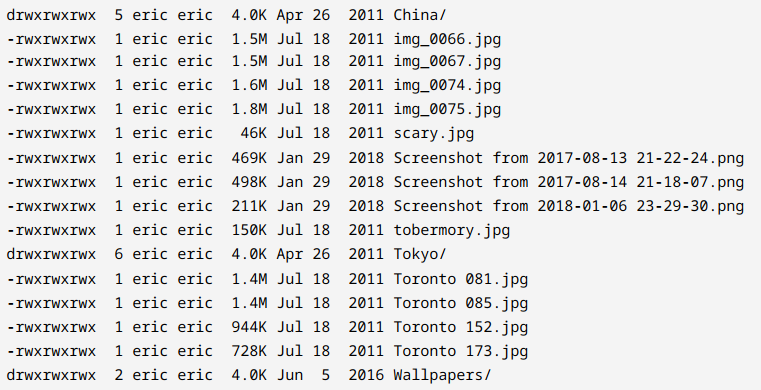 drwxrwxrwx  5 eric eric  4.0K Apr 26  2011 China/
-rwxrwxrwx  1 eric eric  1.5M Jul 18  2011 img_0066.jpg
-rwxrwxrwx  1 eric eric  1.5M Jul 18  2011 img_0067.jpg
-rwxrwxrwx  1 eric eric  1.6M Jul 18  2011 img_0074.jpg
-rwxrwxrwx  1 eric eric  1.8M Jul 18  2011 img_0075.jpg
-rwxrwxrwx  1 eric eric   46K Jul 18  2011 scary.jpg
-rwxrwxrwx  1 eric eric  469K Jan 29  2018 Screenshot from 2017-08-13 21-22-24.png
-rwxrwxrwx  1 eric eric  498K Jan 29  2018 Screenshot from 2017-08-14 21-18-07.png
-rwxrwxrwx  1 eric eric  211K Jan 29  2018 Screenshot from 2018-01-06 23-29-30.png
-rwxrwxrwx  1 eric eric  150K Jul 18  2011 tobermory.jpg
drwxrwxrwx  6 eric eric  4.0K Apr 26  2011 Tokyo/
-rwxrwxrwx  1 eric eric  1.4M Jul 18  2011 Toronto 081.jpg
-rwxrwxrwx  1 eric eric  1.4M Jul 18  2011 Toronto 085.jpg
-rwxrwxrwx  1 eric eric  944K Jul 18  2011 Toronto 152.jpg
-rwxrwxrwx  1 eric eric  728K Jul 18  2011 Toronto 173.jpg
drwxrwxrwx  2 eric eric  4.0K Jun  5  2016 Wallpapers/